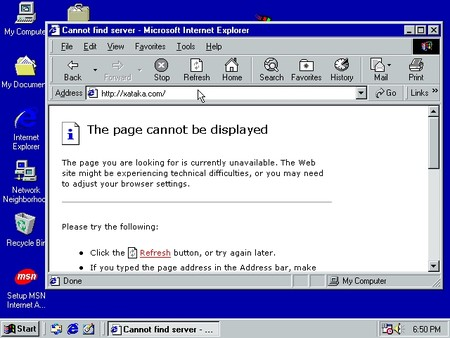 My Compute
Cannot find server - Microsoft Internet Explorer
File Edit View Favorites Tools Help
Back Forward Stop Refresh Home Search Favorites History Mail Print
Address http://xataka.com/ Go Links »
My Document
Internet
Explorer
Network
Neighborhoo
Recycle Bin
msn
Setup MSN
Internet A...
The page cannot be displayed
The page you are looking for is currently unavailable. The Web
site might be experiencing technical difficulties, or you may need
to adjust your browser settings.
Please try the following:
Click the Refresh button, or try again later.
If you typed the page address in the Address bar, make
Done My Computer
Start Cannot find server - ... 6:50 PM